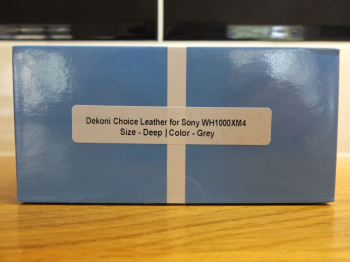 Dekoni Choice Leather for Sony WH1000XM4
Size - Deep | Color - Grey